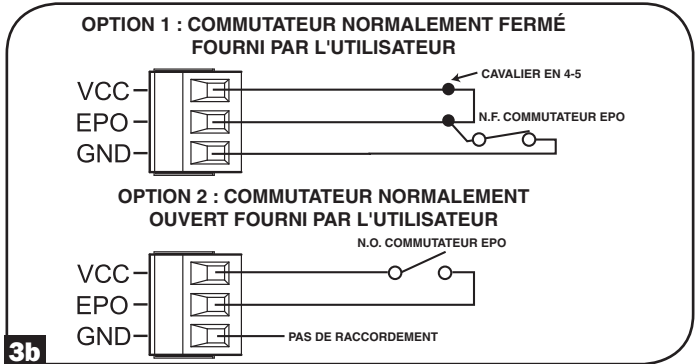 OPTION 1 : COMMUTATEUR NORMALEMENT FERMÉ
FOURNI PAR L'UTILISATEUR
CAVALIER EN 4-5
VCC
N.F. COMMUTATEUR EPO
EPO
GND
OPTION 2 : COMMUTATEUR NORMALEMENT
OUVERT FOURNI PAR L'UTILISATEUR
N.O. COMMUTATEUR EPO
VCC
EPO
GND
PAS DE RACCORDEMENT
3b